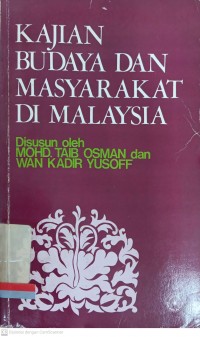 KAJIAN
BUDAYA DAN
MASYARAKAT
DI MALAYSIA
Disusun oleh
MOHD. TAIB OSMAN dan
WAN KADIR YUSOFF